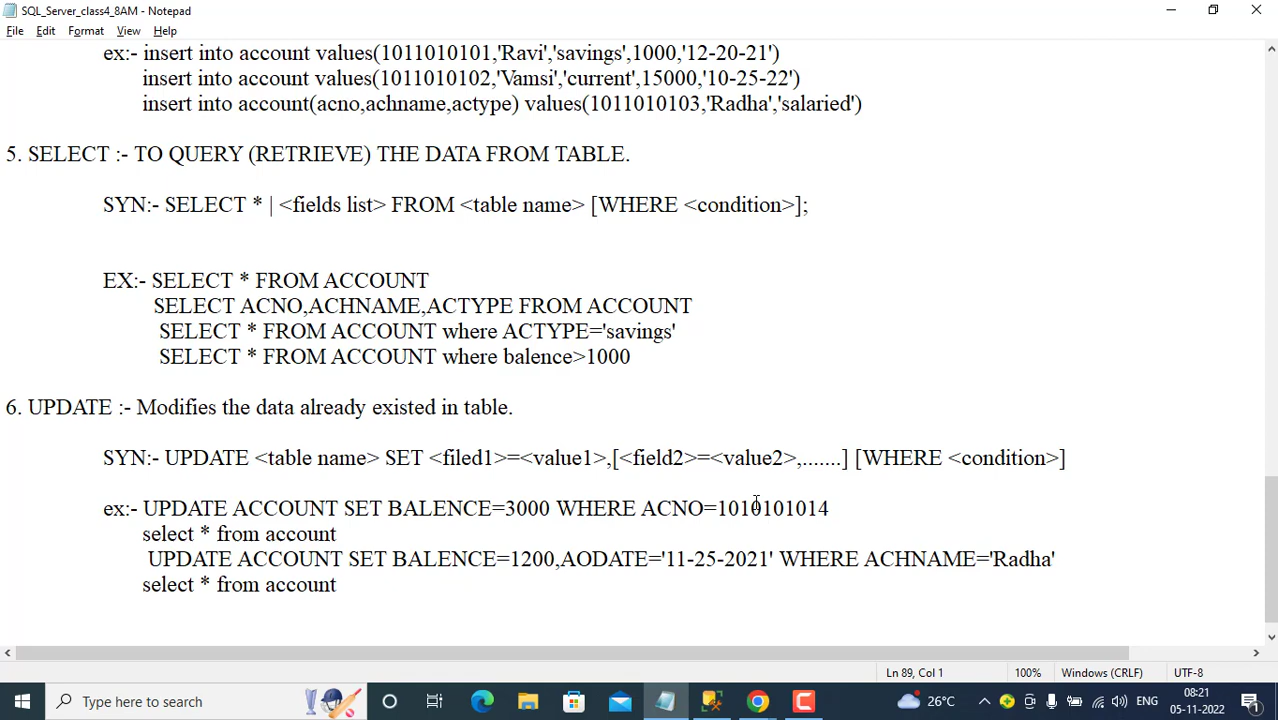 SQL_Server_class4_8AM - Notepad
File Edit Format View Help
ex:- insert into account values(1011010101,'Ravi','savings',1000,'12-20-21')
insert into account values(1011010102,'Vamsi','current',15000,'10-25-22')
insert into account(acno,achname,actype) values(1011010103,'Radha','salaried')
5. SELECT :- TO QUERY (RETRIEVE) THE DATA FROM TABLE.
SYN:- SELECT * | <fields list> FROM <table name> [WHERE <condition>];
EX:- SELECT * FROM ACCOUNT
SELECT ACNO,ACHNAME,ACTYPE FROM ACCOUNT
SELECT * FROM ACCOUNT where ACTYPE='savings'
SELECT * FROM ACCOUNT where balence>1000
6. UPDATE :- Modifies the data already existed in table.
SYN:- UPDATE <table name> SET <filed1>=<value1>,[<field2>=<value2>,.......] [WHERE <condition>]
ex:- UPDATE ACCOUNT SET BALENCE=3000 WHERE ACNO=1010101014
select * from account
UPDATE ACCOUNT SET BALENCE=1200,AODATE='11-25-2021' WHERE ACHNAME='Radha'
select * from account
Ln 89, Col 1 100% Windows (CRLF) UTF-8
Type here to search 26°C ENG 08:21 05-11-2022 1